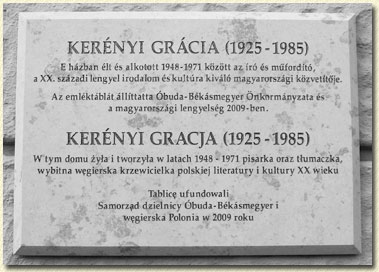 KERÉNYI GRÁCIA (1925-1985)
E házban élt és alkotott 1948-1971 között az író és műfordító,
a XX. századi lengyel irodalom és kultúra kiváló magyarországi közvetítője.
Az emléktáblát állíttatta Óbuda-Békásmegyer Önkormányzata és
a magyarországi lengyelség 2009-ben.
KERÉNYI GRACJA (1925-1985)
W tym domu żyła i tworzyła w latach 1948 - 1971 pisarka oraz tłumaczka,
wybitna węgierska krzewicielka polskiej literatury i kultury XX wieku
Tablicę ufundowali
Samorząd dzielnicy Óbuda-Békásmegyer i
węgierska Polonia w 2009 roku